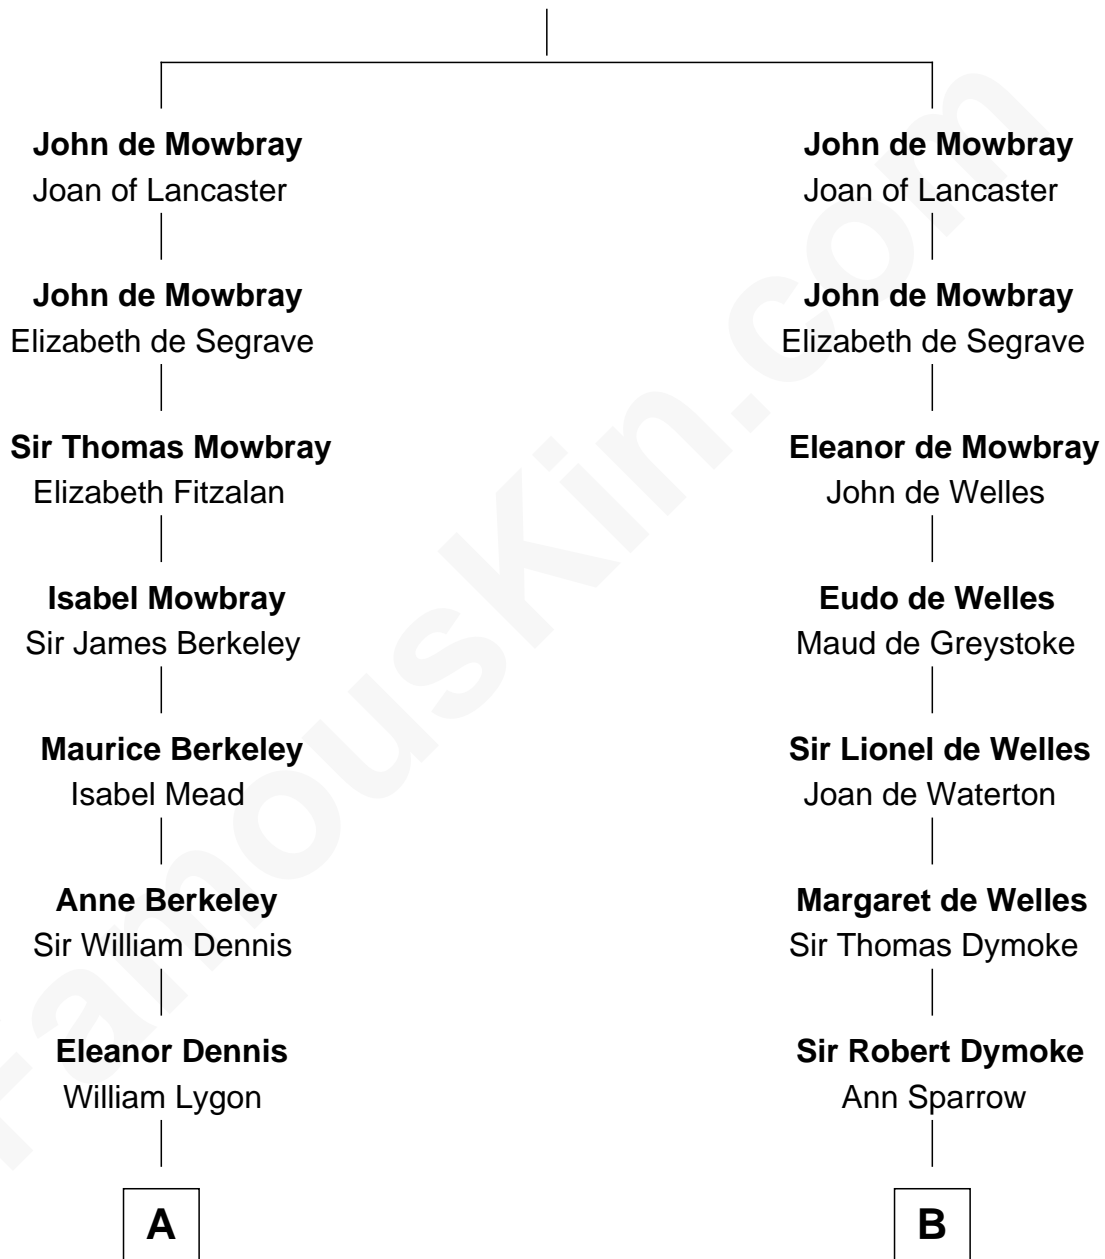 John de Mowbray
Joan of Lancaster
John de Mowbray
Elizabeth de Segrave
Sir Thomas Mowbray
Elizabeth Fitzalan
Isabel Mowbray
Sir James Berkeley
Maurice Berkeley
Isabel Mead
Anne Berkeley
Sir William Dennis
Eleanor Dennis
William Lygon
A
John de Mowbray
Joan of Lancaster
John de Mowbray
Elizabeth de Segrave
Eleanor de Mowbray
John de Welles
Eudo de Welles
Maud de Greystoke
Sir Lionel de Welles
Joan de Waterton
Margaret de Welles
Sir Thomas Dymoke
Sir Robert Dymoke
Ann Sparrow
B
FamousKin.com